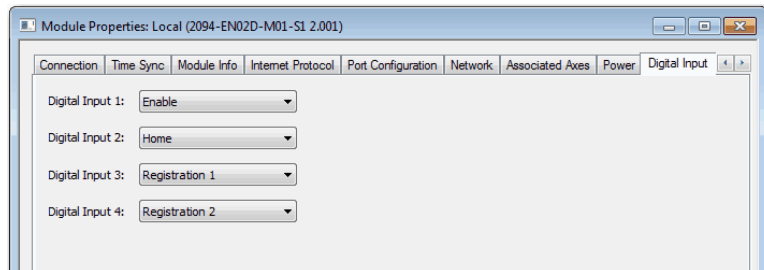 Module Properties: Local (2094-EN02D-M01-S1 2.001)
Connection Time Sync Module Info Internet Protocol Port Configuration Network Associated Axes Power Digital Input
Digital Input 1: Enable
Digital Input 2: Home
Digital Input 3: Registration 1
Digital Input 4: Registration 2